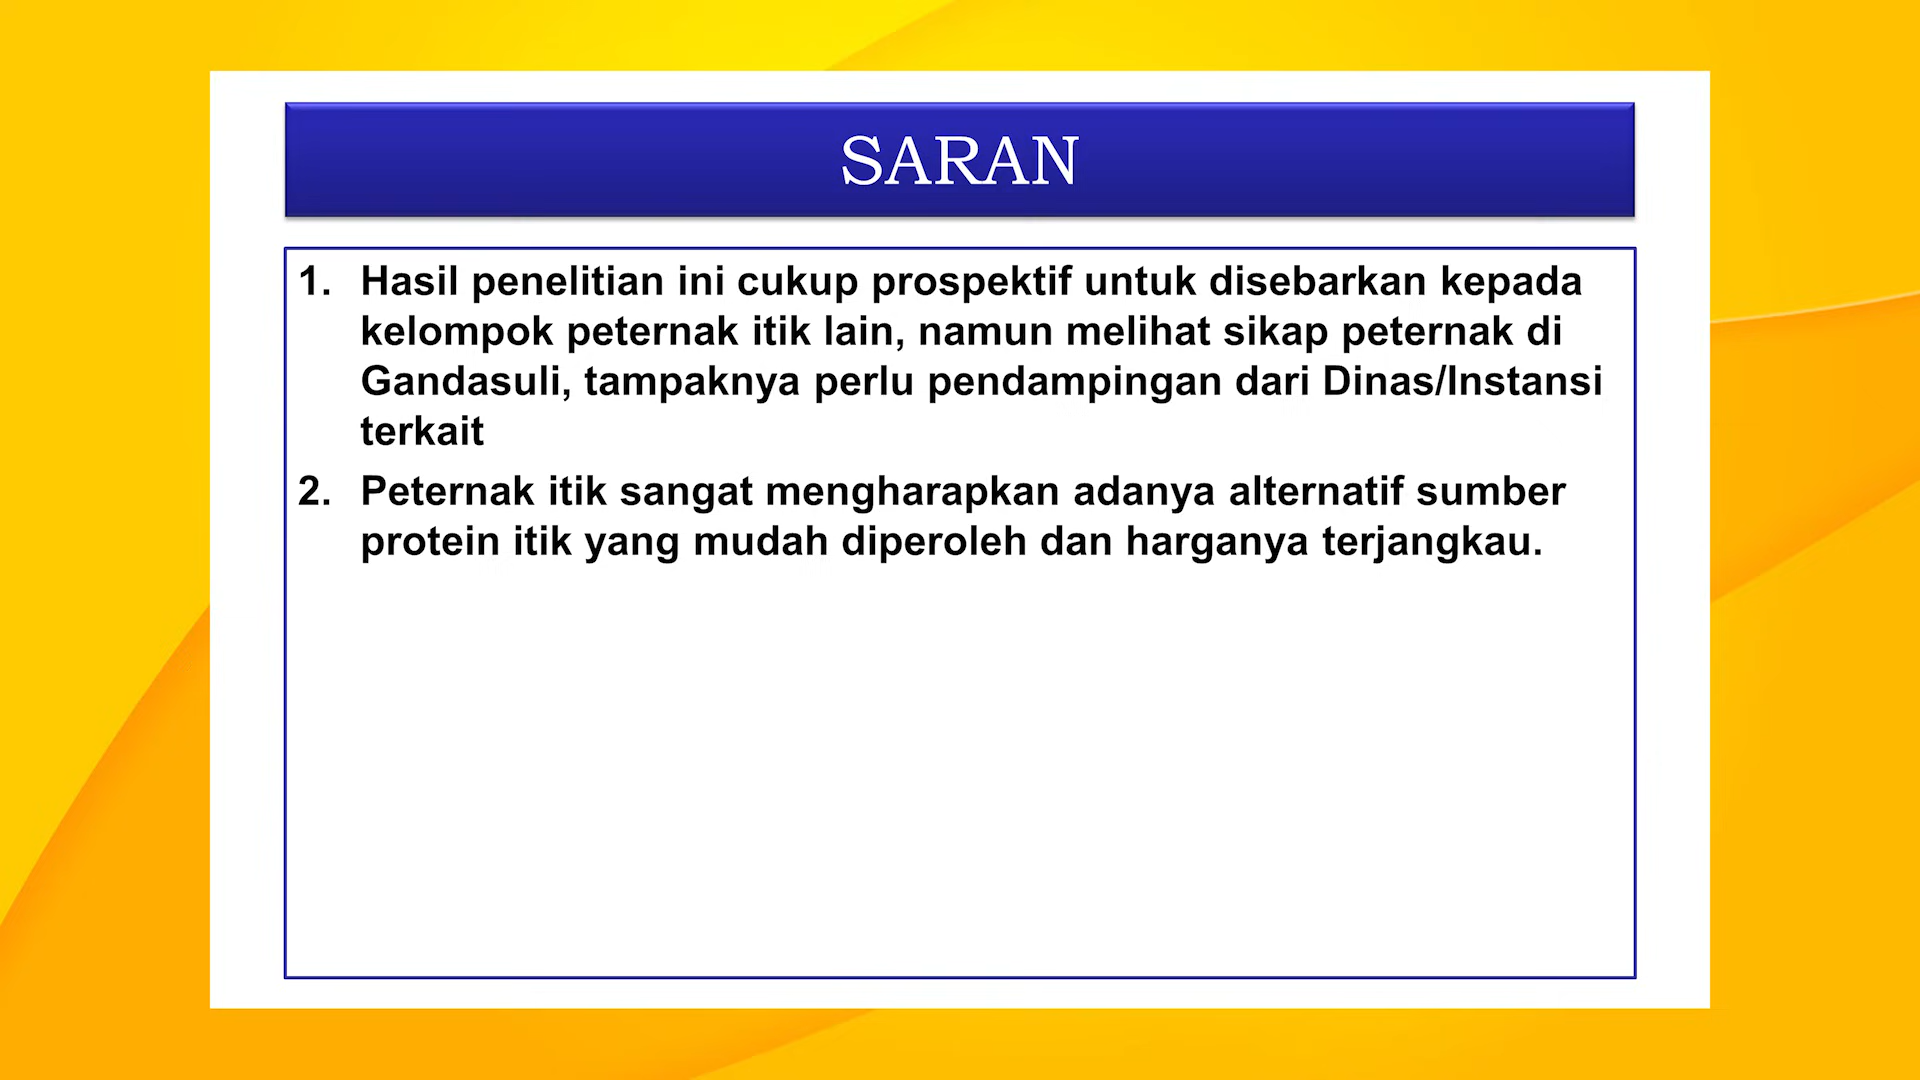 SARAN
1. Hasil penelitian ini cukup prospektif untuk disebarkan kepada
kelompok peternak itik lain, namun melihat sikap peternak di
Gandasuli, tampaknya perlu pendampingan dari Dinas/Instansi
terkait
2. Peternak itik sangat mengharapkan adanya alternatif sumber
protein itik yang mudah diperoleh dan harganya terjangkau.